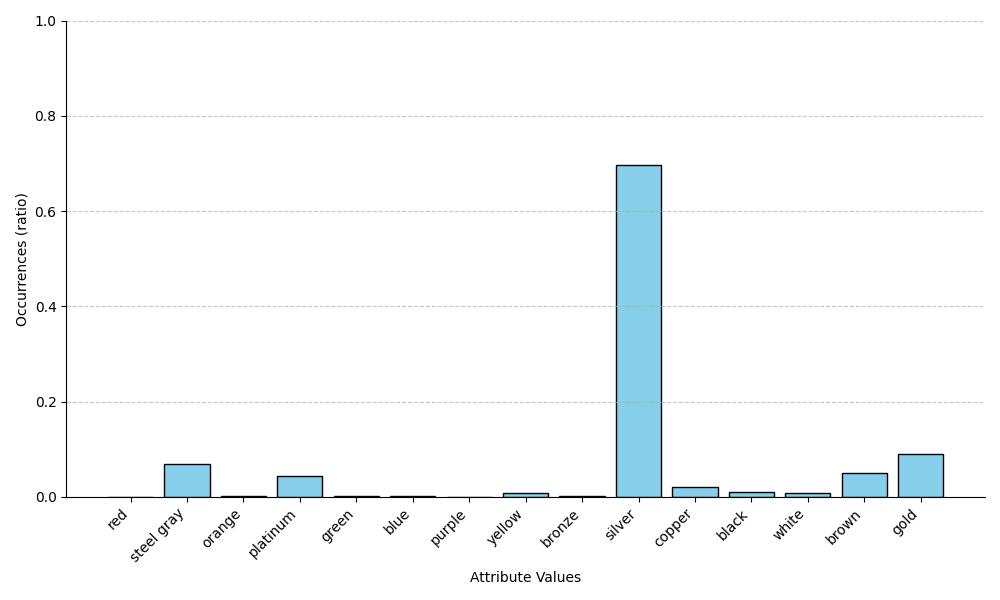 1.0
0.8
0.6
0.4
0.2
0.0
Occurrences (ratio)
red
steel gray
orange
platinum
green
blue
purple
yellow
bronze
silver
copper
black
white
brown
gold
Attribute Values